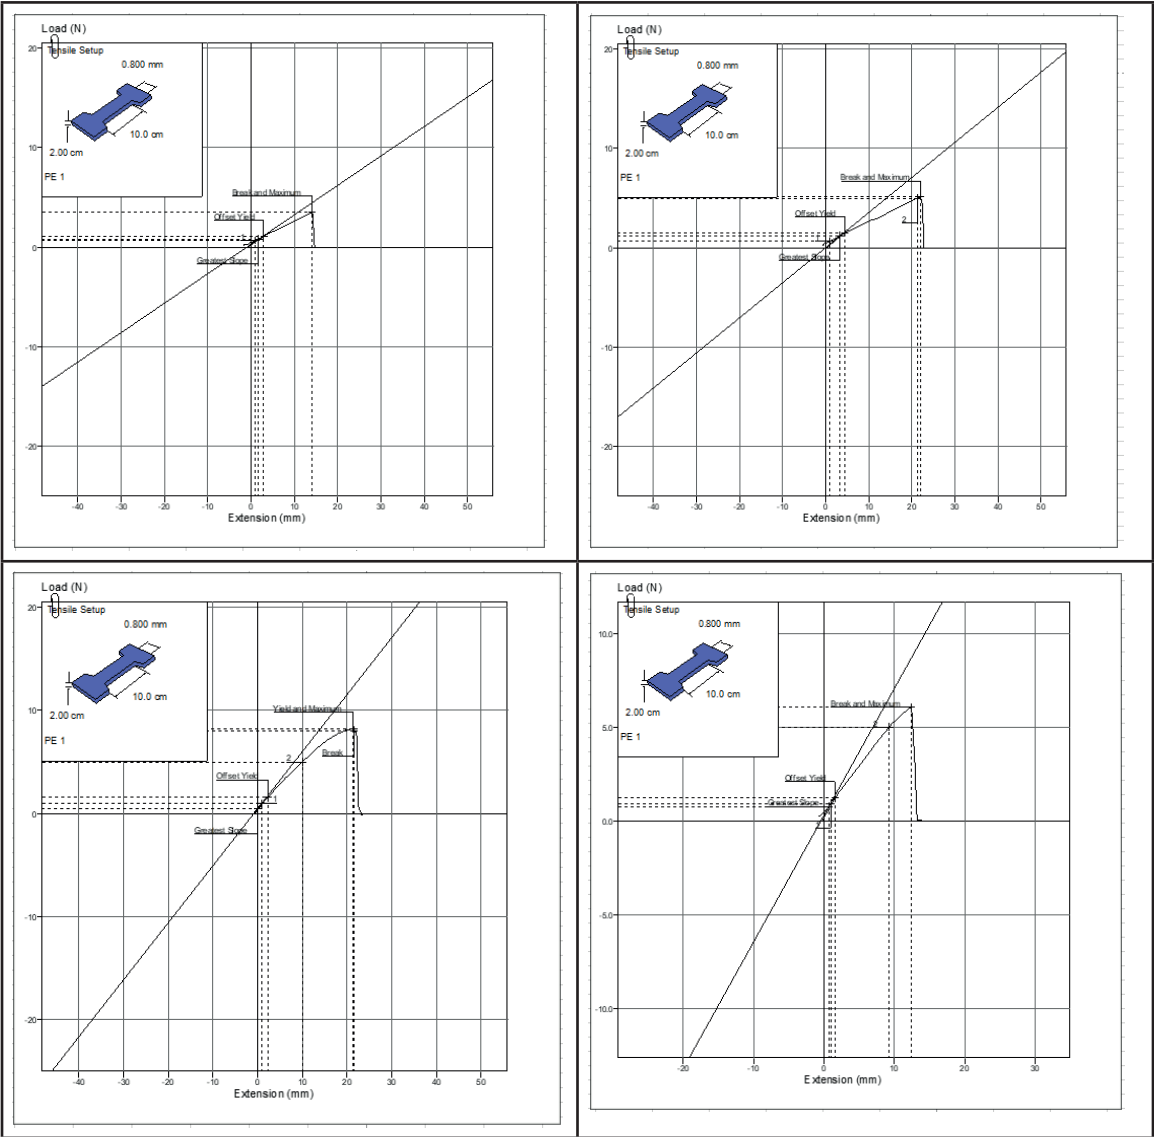 Load (N)
Tensile Setup
0.800 mm
10.0 cm
2.00 cm
PE 1
20
10
0
-10
-20
Break and Maximum
Offset Yield
Greatest Slope
-40 -30 -20 -10 0 10 20 30 40 50
Extension (mm)
Load (N)
Tensile Setup
0.800 mm
10.0 cm
2.00 cm
PE 1
20
10
0
-10
-20
Break and Maximum
Offset Yield
2
Greatest Slope
-40 -30 -20 -10 0 10 20 30 40 50
Extension (mm)
Load (N)
Tensile Setup
0.800 mm
10.0 cm
2.00 cm
PE 1
20
10
0
-10
-20
Yield and Maximum
Break
2
Offset Yield
1
Greatest Slope
-40 -30 -20 -10 0 10 20 30 40 50
Extension (mm)
Load (N)
Tensile Setup
0.800 mm
10.0 cm
2.00 cm
PE 1
10.0
5.0
0.0
-5.0
-10.0
Break and Maximum
2
Offset Yield
Greatest Slope
-20 -10 0 10 20 30
Extension (mm)